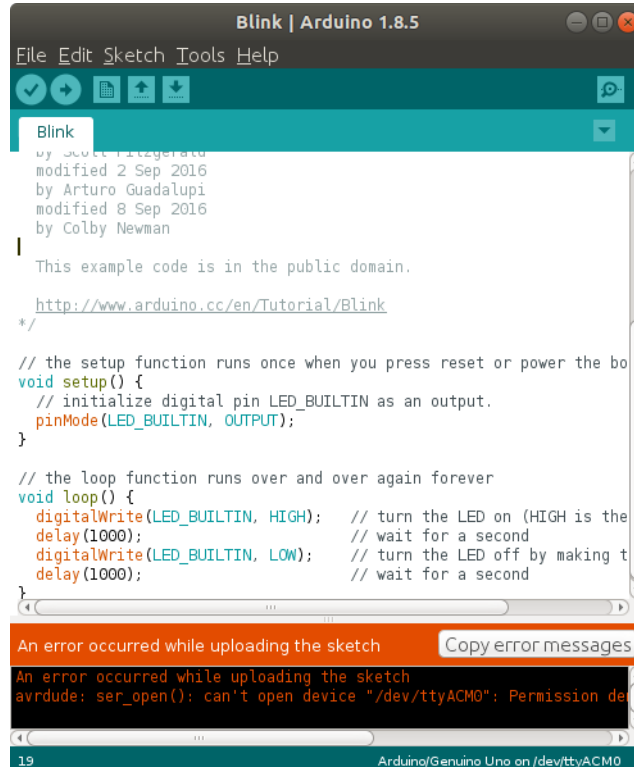 Blink | Arduino 1.8.5
File Edit Sketch Tools Help
Blink
by Scott Fitzgerald
modified 2 Sep 2016
by Arturo Guadalupi
modified 8 Sep 2016
by Colby Newman
This example code is in the public domain.
http://www.arduino.cc/en/Tutorial/Blink
*/
// the setup function runs once when you press reset or power the bo
void setup() {
// initialize digital pin LED_BUILTIN as an output.
pinMode(LED_BUILTIN, OUTPUT);
}
// the loop function runs over and over again forever
void loop() {
digitalWrite(LED_BUILTIN, HIGH); // turn the LED on (HIGH is the
delay(1000); // wait for a second
digitalWrite(LED_BUILTIN, LOW); // turn the LED off by making t
delay(1000); // wait for a second
}
An error occurred while uploading the sketch Copy error messages
An error occurred while uploading the sketch
avrdude: ser_open(): can't open device "/dev/ttyACM0": Permission de
19 Arduino/Genuino Uno on /dev/ttyACM0